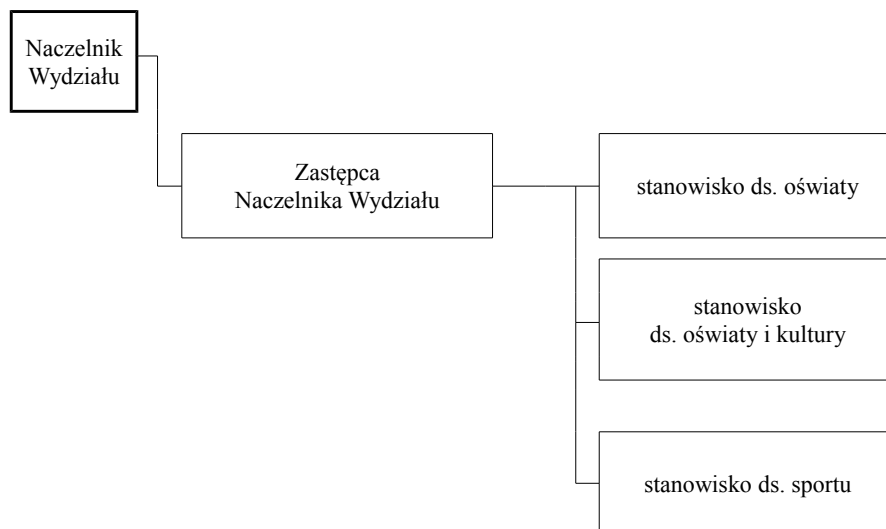 Naczelnik
Wydziału
Zastępca
Naczelnika Wydziału
stanowisko ds. oświaty
stanowisko
ds. oświaty i kultury
stanowisko ds. sportu